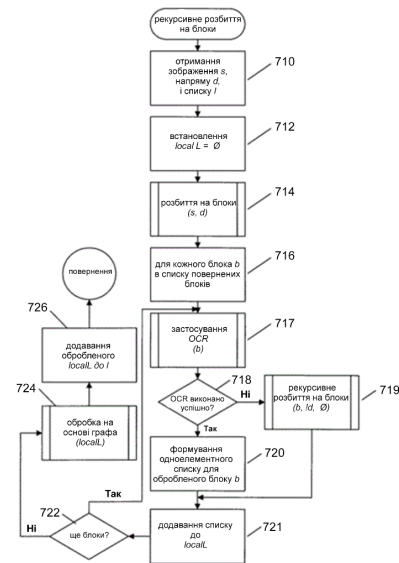 рекурсивне розбиття
на блоки
отримання
зображення s,
напряму d,
і списку l
710
встановлення
local L = Ø
712
розбиття на блоки
(s, d)
714
для кожного блока b
в списку повернених
блоків
716
повернення
726
застосування
OCR
(b)
717
додавання
обробленого
localL до l
718
724
OCR виконано
успішно?
Ні
рекурсивне
розбиття на блоки
(b, !d, Ø)
719
обробка на
основі графа
(localL)
Так
формування
одноелементного
списку для
обробленого блоку b
720
Так
722
Ні
ще блоки?
додавання списку
до
localL
721